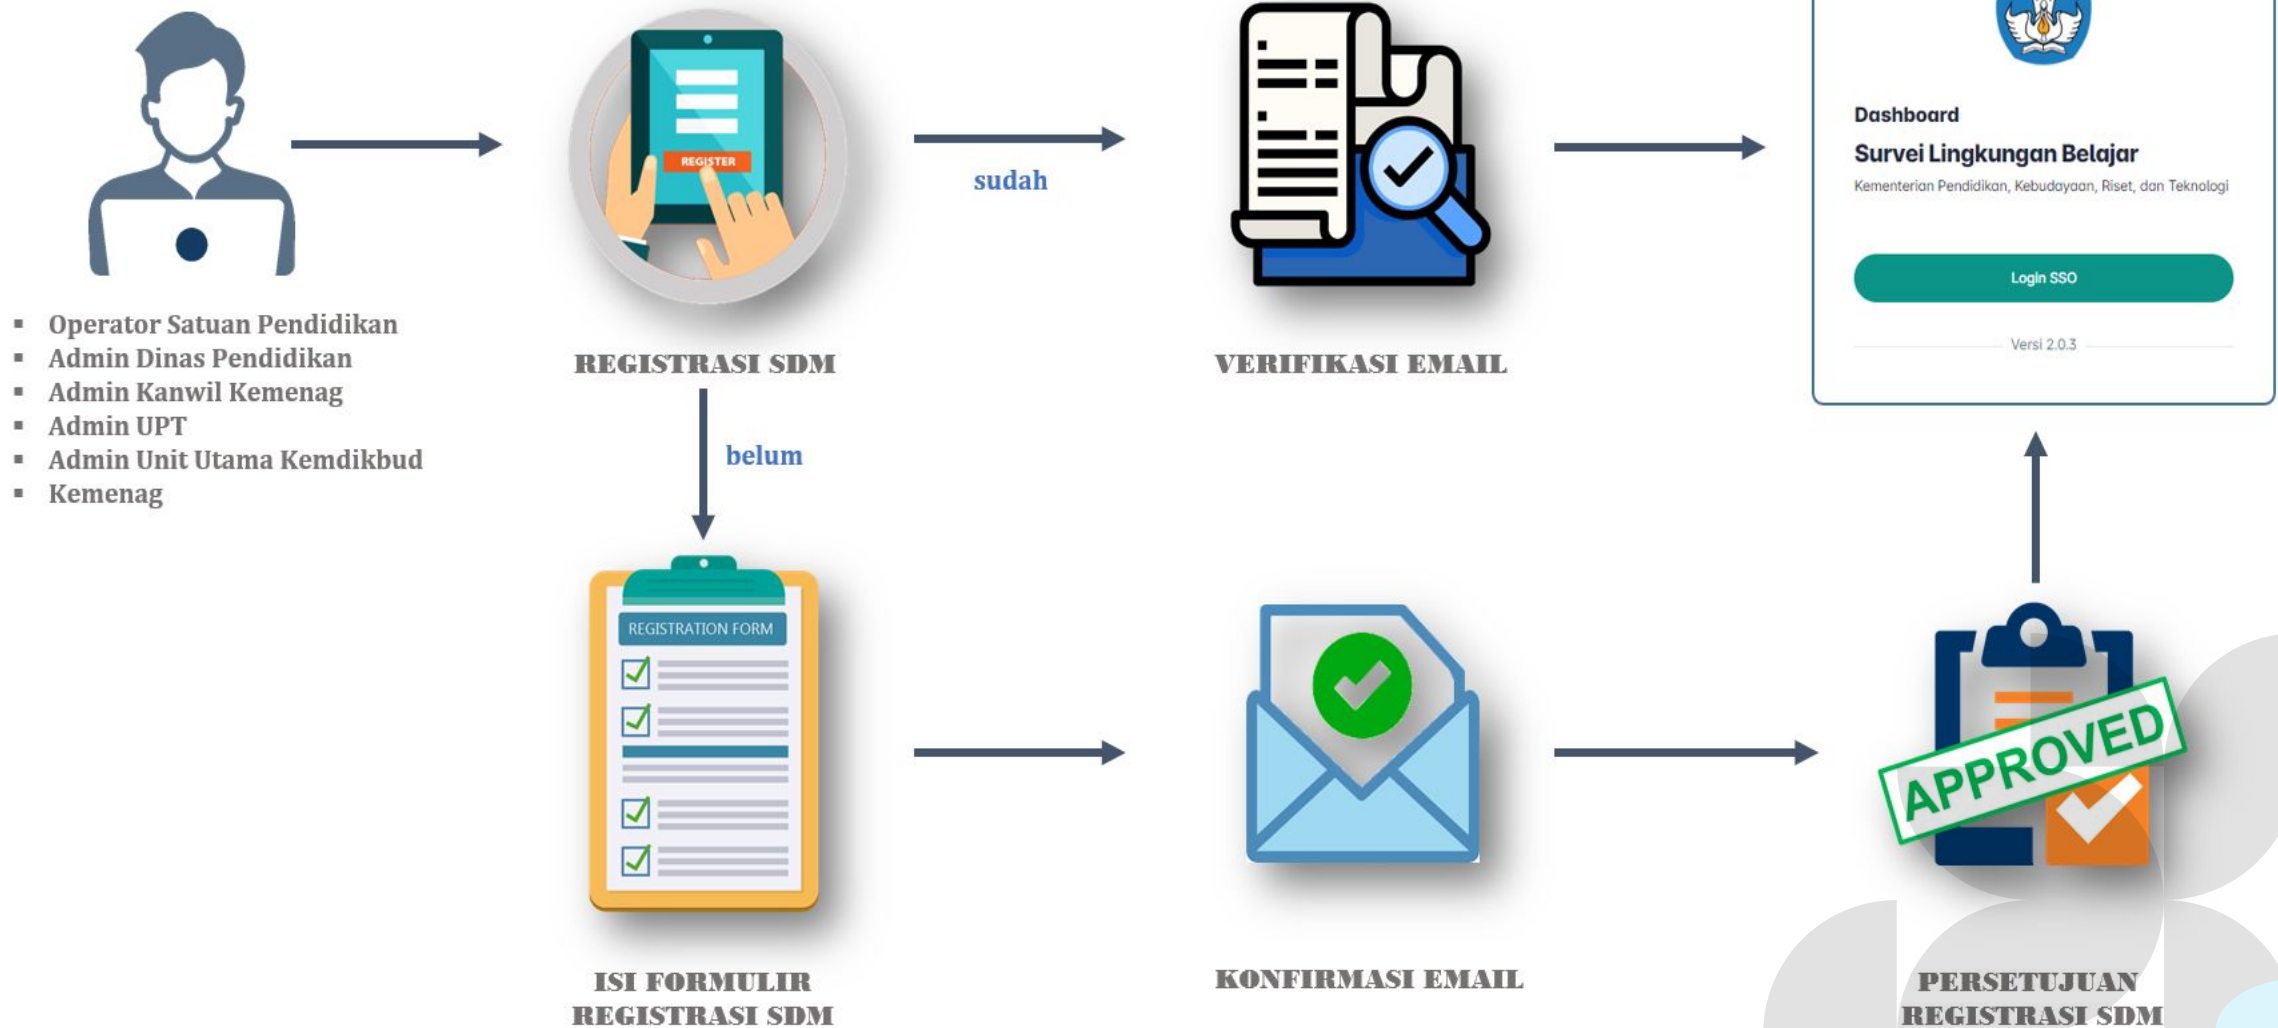 ▪ Operator Satuan Pendidikan
▪ Admin Dinas Pendidikan
▪ Admin Kanwil Kemenag
▪ Admin UPT
▪ Admin Unit Utama Kemdikbud
▪ Kemenag
REGISTER
REGISTRASI SDM
sudah
VERIFIKASI EMAIL
Dashboard
Survei Lingkungan Belajar
Kementerian Pendidikan, Kebudayaan, Riset, dan Teknologi
Login SSO
Versi 2.0.3
belum
REGISTRATION FORM
ISI FORMULIR
REGISTRASI SDM
KONFIRMASI EMAIL
APPROVED
PERSETUJUAN
REGISTRASI SDM